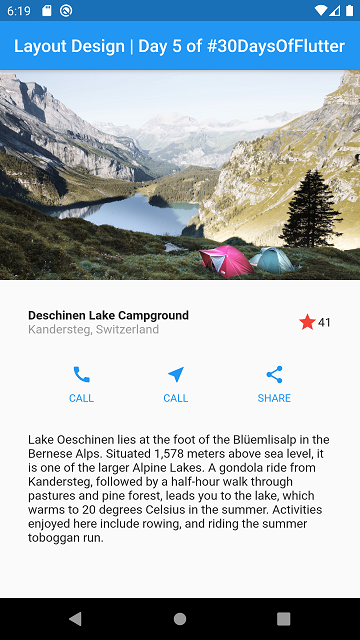 6:19
Layout Design | Day 5 of #30DaysOfFlutter
Deschinen Lake Campground
Kandersteg, Switzerland
41
CALL CALL SHARE
Lake Oeschinen lies at the foot of the Blüemlisalp in the
Bernese Alps. Situated 1,578 meters above sea level, it
is one of the larger Alpine Lakes. A gondola ride from
Kandersteg, followed by a half-hour walk through
pastures and pine forest, leads you to the lake, which
warms to 20 degrees Celsius in the summer. Activities
enjoyed here include rowing, and riding the summer
toboggan run.